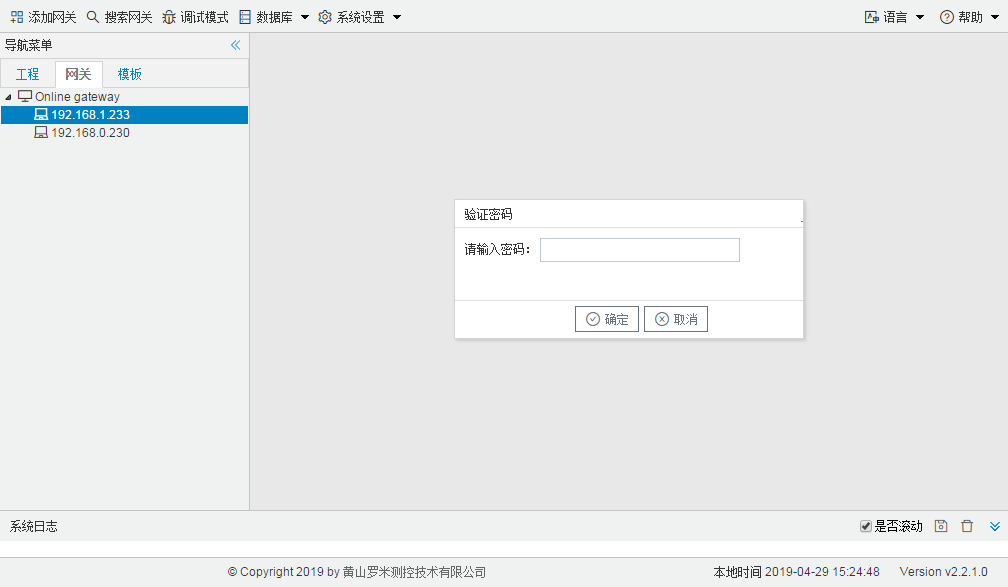 添加网关 搜索网关 调试模式 数据库 系统设置 语言 帮助
导航菜单
工程 网关 模板
Online gateway
192.168.1.233
192.168.0.230
验证密码
请输入密码：
确定 取消
系统日志 是否滚动
© Copyright 2019 by 黄山罗米测控技术有限公司 本地时间 2019-04-29 15:24:48 Version v2.2.1.0